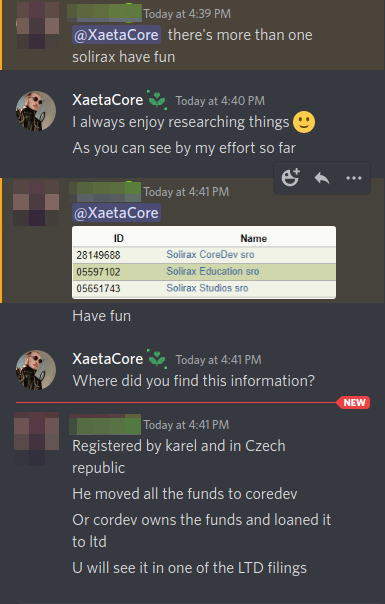 Today at 4:39 PM
@XaetaCore there's more than one
solirax have fun
XaetaCore Today at 4:40 PM
I always enjoy researching things 🙂
As you can see by my effort so far
Today at 4:41 PM
@XaetaCore
ID Name
28149688 Solirax CoreDev sro
05597102 Solirax Education sro
05651743 Solirax Studios sro
Have fun
XaetaCore Today at 4:41 PM
Where did you find this information?
NEW
Today at 4:41 PM
Registered by karel and in Czech
republic
He moved all the funds to coredev
Or cordev owns the funds and loaned it
to ltd
U will see it in one of the LTD filings